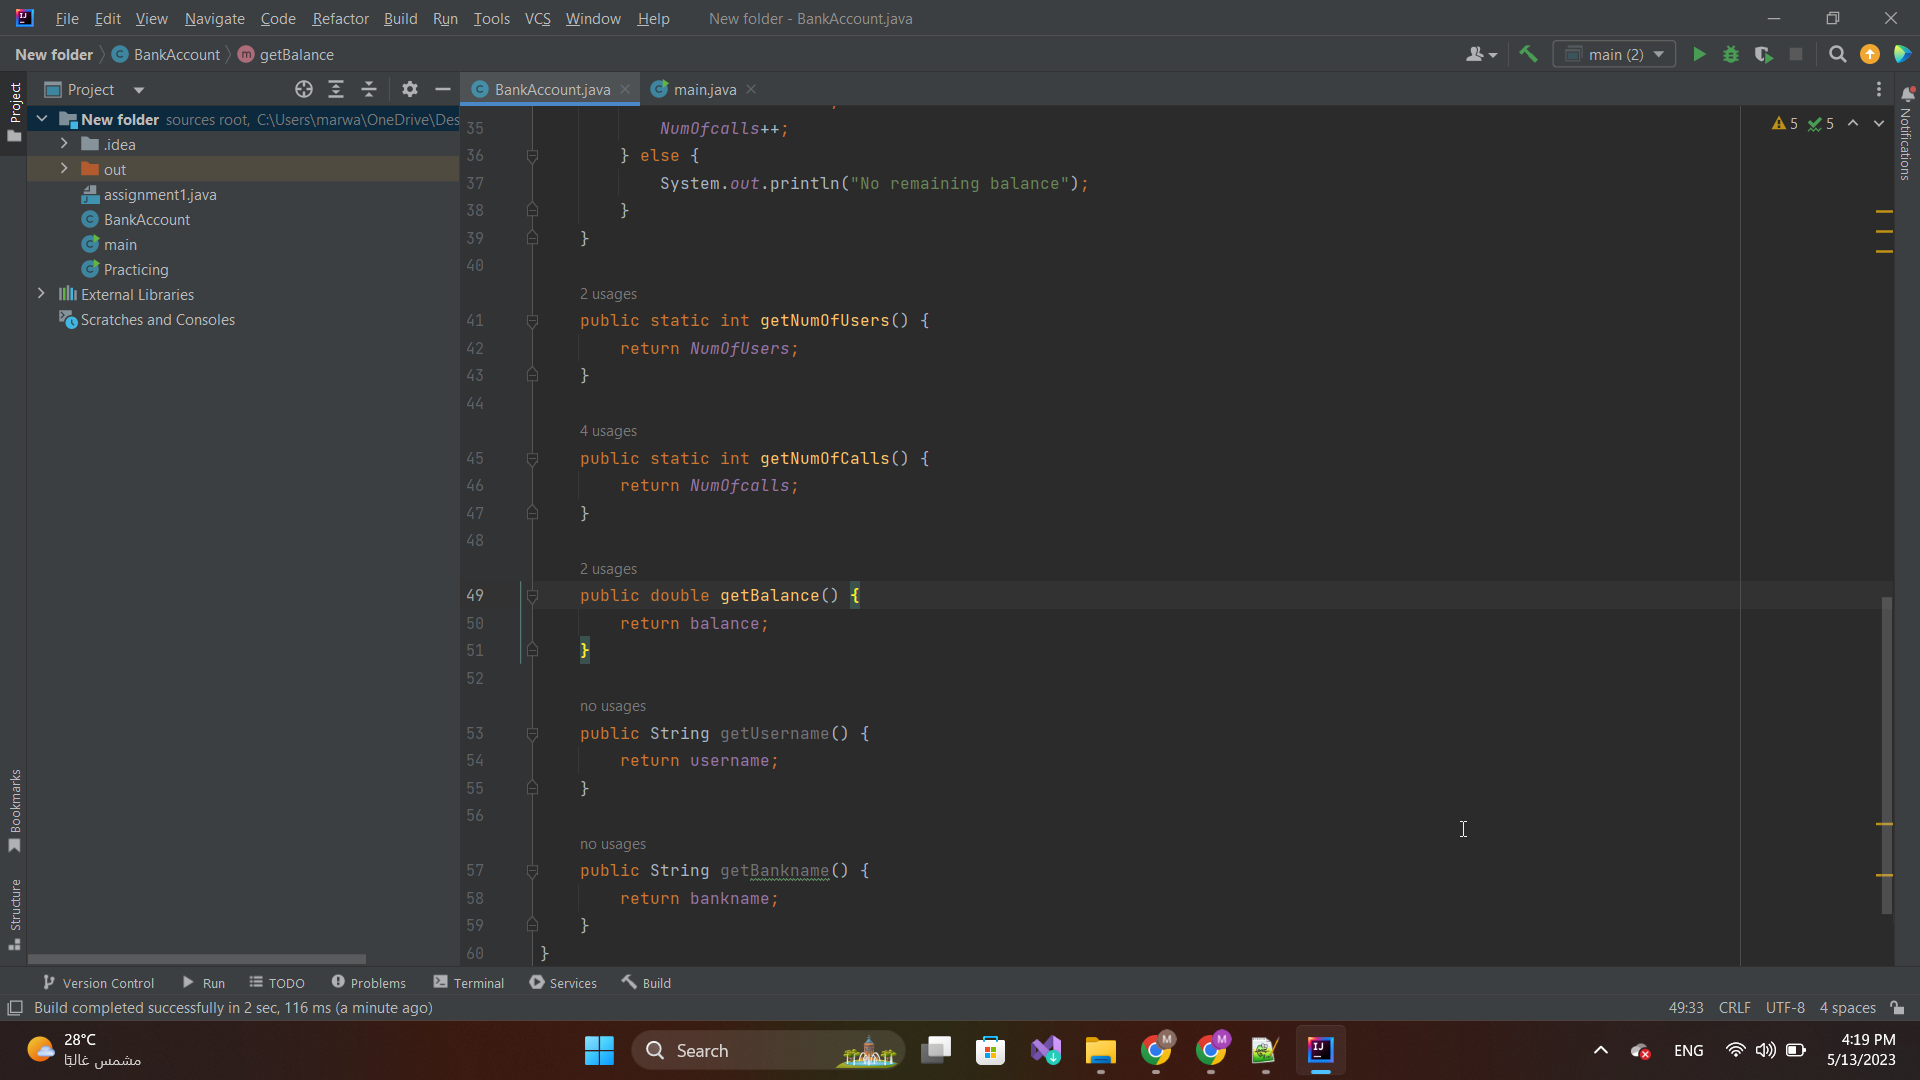 File Edit View Navigate Code Refactor Build Run Tools VCS Window Help New folder - BankAccount.java
New folder BankAccount getBalance main (2)
Project BankAccount.java main.java
New folder sources root, C:\Users\marwa\OneDrive\Des
.idea
out
assignment1.java
BankAccount
main
Practicing
External Libraries
Scratches and Consoles
Project
Bookmarks
Structure
5 5
35 NumOfcalls++;
36 } else {
37 System.out.println("No remaining balance");
38 }
39 }
40
2 usages
41 public static int getNumOfUsers() {
42 return NumOfUsers;
43 }
44
4 usages
45 public static int getNumOfCalls() {
46 return NumOfcalls;
47 }
48
2 usages
49 public double getBalance() {
50 return balance;
51 }
52
no usages
53 public String getUsername() {
54 return username;
55 }
56
no usages
57 public String getBankname() {
58 return bankname;
59 }
60 }
Notifications
Version Control Run TODO Problems Terminal Services Build
Build completed successfully in 2 sec, 116 ms (a minute ago) 49:33 CRLF UTF-8 4 spaces
28°C
مشمس غالبًا
Search
ENG
4:19 PM
5/13/2023